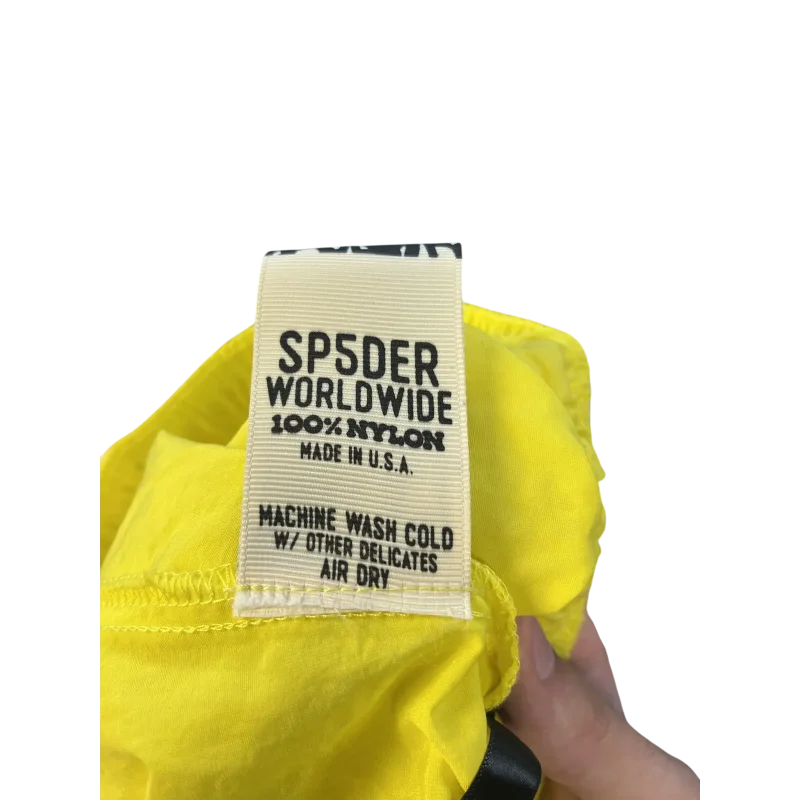 SP5DER
WORLDWIDE
100% NYLON
MADE IN U.S.A.
MACHINE WASH COLD
W/ OTHER DELICATES
AIR DRY